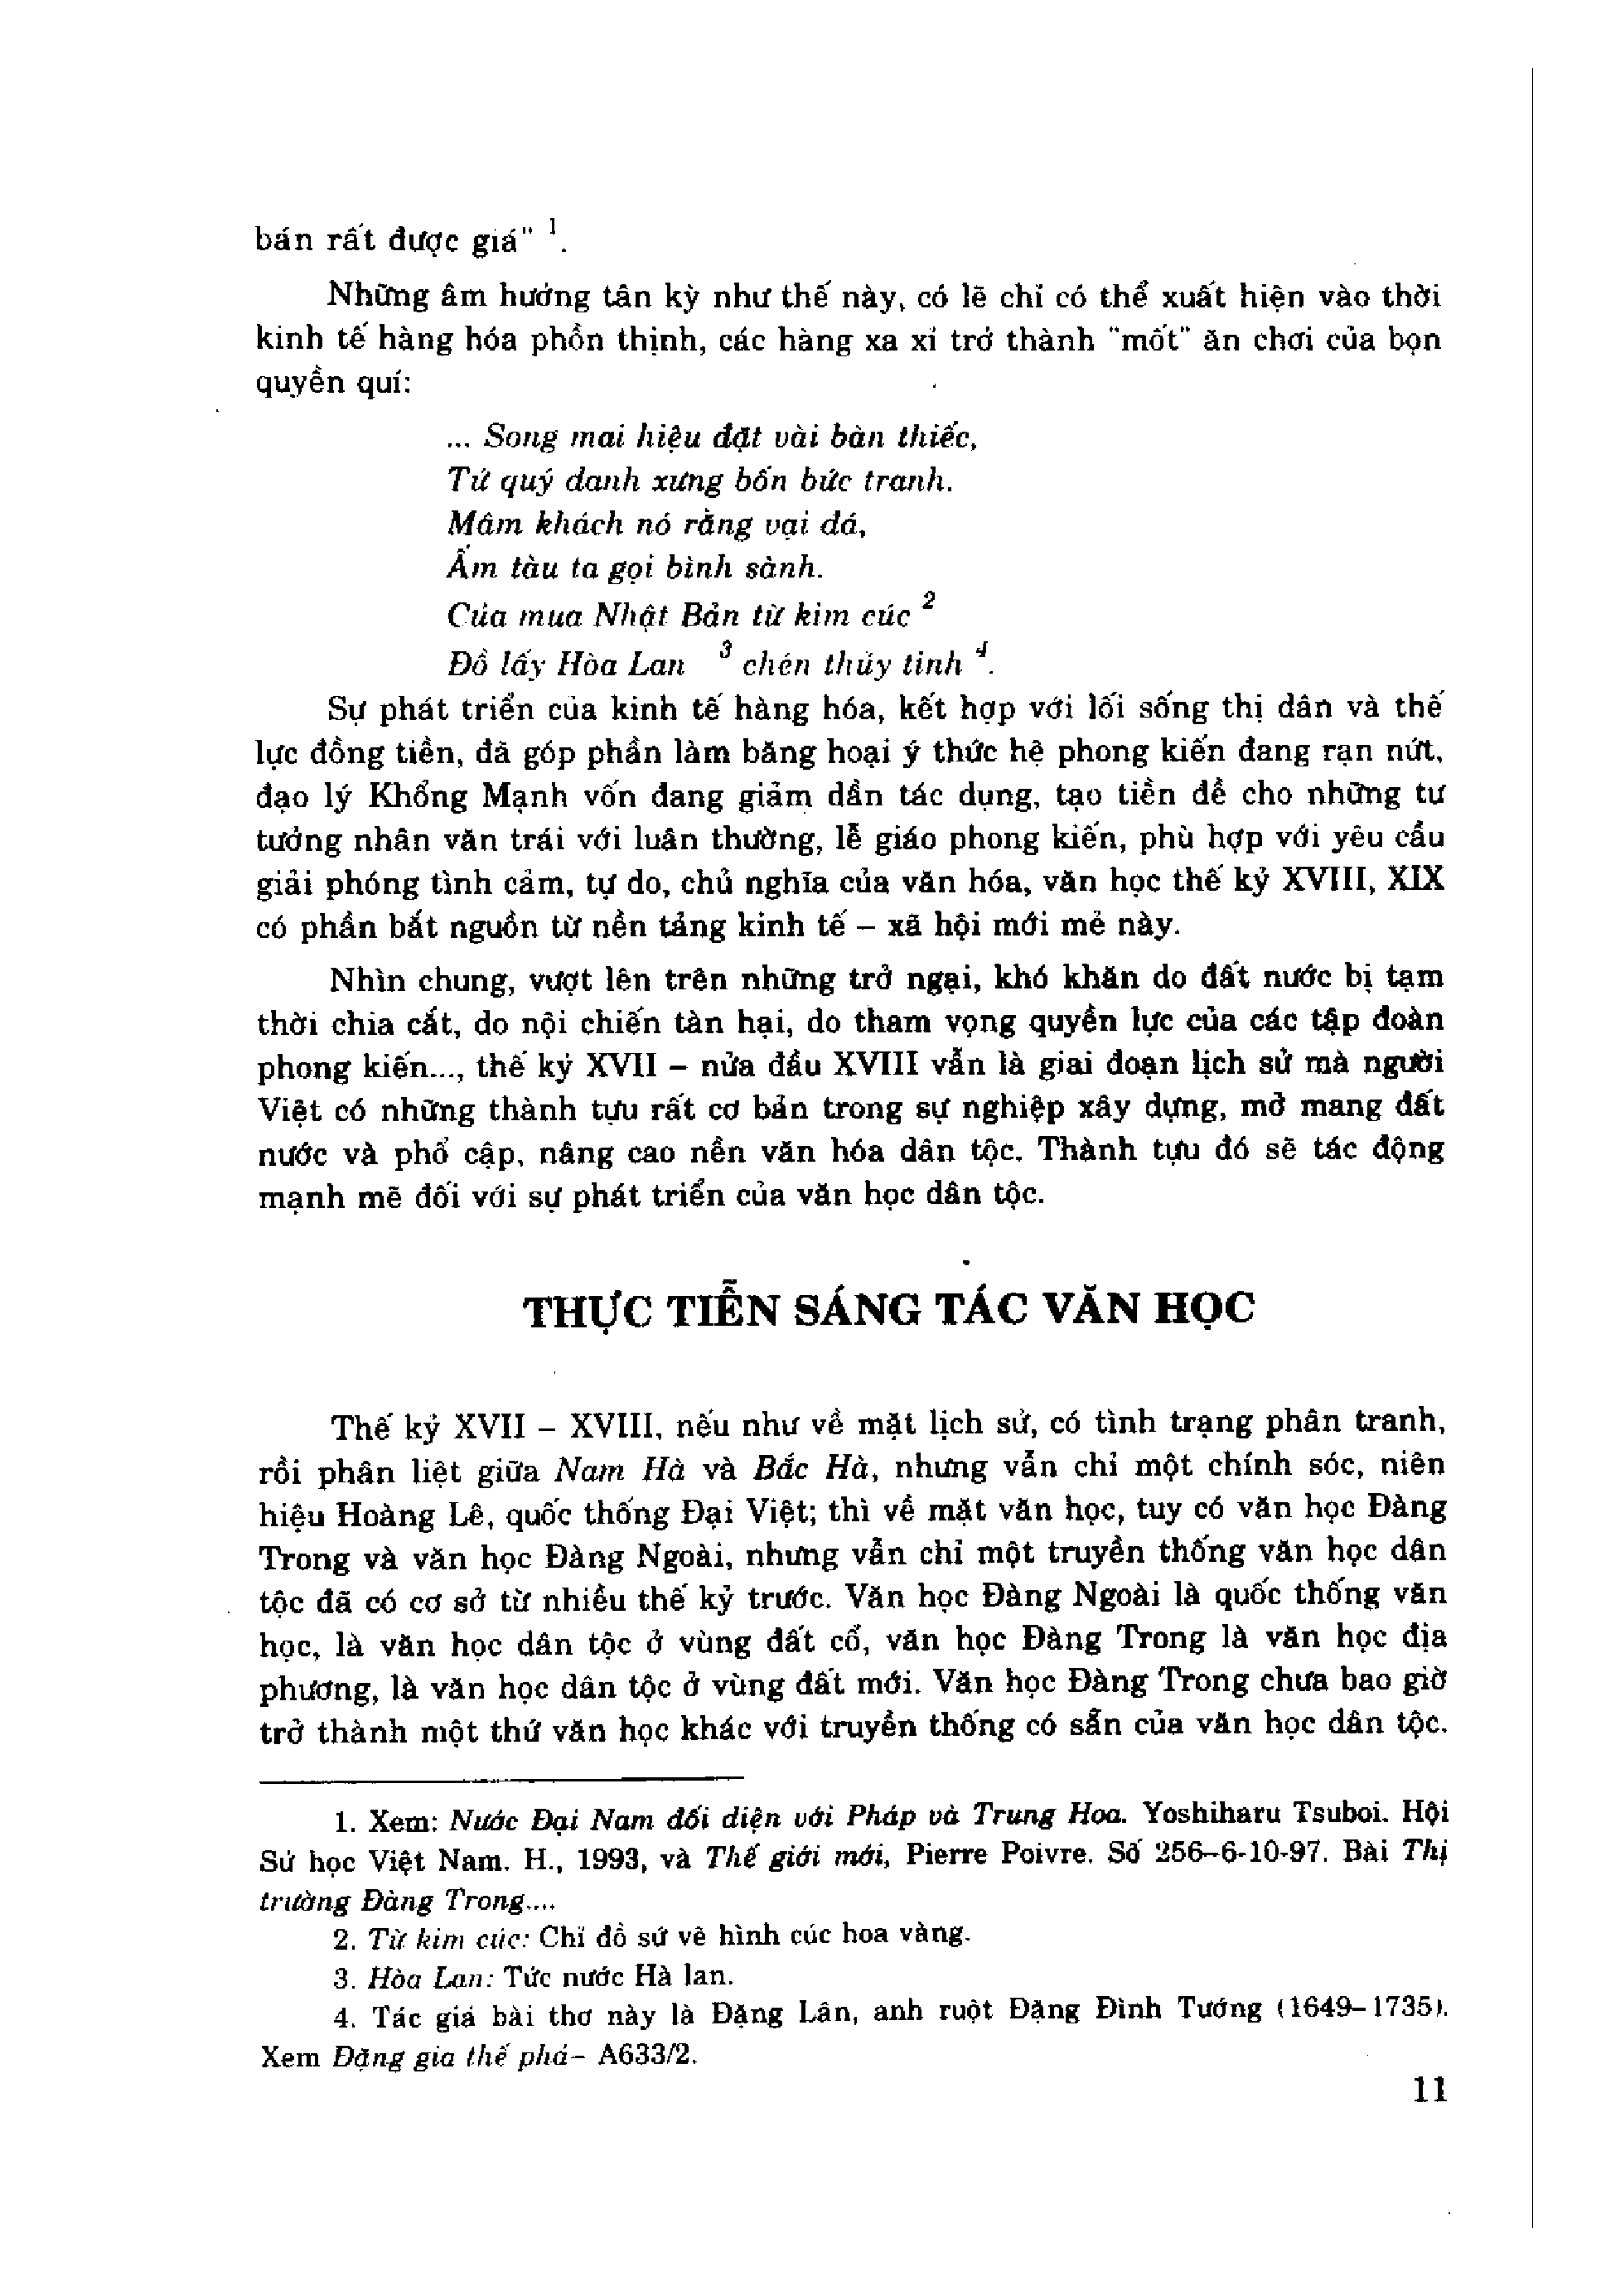 bán rất được giá" 1.
Những âm hưởng tân kỳ như thế này, có lẽ chỉ có thể xuất hiện vào thời
kinh tế hàng hóa phồn thịnh, các hàng xa xỉ trở thành "mốt" ăn chơi của bọn
quyền quí:
... Song mai hiệu đặt vài bàn thiếc,
Tứ quý danh xưng bốn bức tranh.
Mâm khách nó rằng vại đá,
Ấm tàu ta gọi bình sành.
Của mua Nhật Bản từ kim cúc 2
Đồ lấy Hòa Lan 3 chén thủy tinh 4.
Sự phát triển của kinh tế hàng hóa, kết hợp với lối sống thị dân và thế
lực đồng tiền, đã góp phần làm băng hoại ý thức hệ phong kiến đang rạn nứt,
đạo lý Khổng Mạnh vốn đang giảm dần tác dụng, tạo tiền đề cho những tư
tưởng nhân văn trái với luân thường, lễ giáo phong kiến, phù hợp với yêu cầu
giải phóng tình cảm, tự do, chủ nghĩa của văn hóa, văn học thế kỷ XVIII, XIX
có phần bắt nguồn từ nền tảng kinh tế – xã hội mới mẻ này.
Nhìn chung, vượt lên trên những trở ngại, khó khăn do đất nước bị tạm
thời chia cắt, do nội chiến tàn hại, do tham vọng quyền lực của các tập đoàn
phong kiến..., thế kỷ XVII – nửa đầu XVIII vẫn là giai đoạn lịch sử mà người
Việt có những thành tựu rất cơ bản trong sự nghiệp xây dựng, mở mang đất
nước và phổ cập, nâng cao nền văn hóa dân tộc. Thành tựu đó sẽ tác động
mạnh mẽ đối với sự phát triển của văn học dân tộc.
THỰC TIỄN SÁNG TÁC VĂN HỌC
Thế kỷ XVII – XVIII, nếu như về mặt lịch sử, có tình trạng phân tranh,
rồi phân liệt giữa Nam Hà và Bắc Hà, nhưng vẫn chỉ một chính sóc, niên
hiệu Hoàng Lê, quốc thống Đại Việt; thì về mặt văn học, tuy có văn học Đàng
Trong và văn học Đàng Ngoài, nhưng vẫn chỉ một truyền thống văn học dân
tộc đã có cơ sở từ nhiều thế kỷ trước. Văn học Đàng Ngoài là quốc thống văn
học, là văn học dân tộc ở vùng đất cổ, văn học Đàng Trong là văn học địa
phương, là văn học dân tộc ở vùng đất mới. Văn học Đàng Trong chưa bao giờ
trở thành một thứ văn học khác với truyền thống có sẵn của văn học dân tộc.
1. Xem: Nước Đại Nam đối diện với Pháp và Trung Hoa. Yoshiharu Tsuboi. Hội
Sử học Việt Nam. H., 1993, và Thế giới mới, Pierre Poivre. Số 256–6-10-97. Bài Thị
trường Đàng Trong....
2. Từ kim cúc: Chỉ đồ sứ vẽ hình cúc hoa vàng.
3. Hòa Lan: Tức nước Hà lan.
4. Tác giả bài thơ này là Đặng Lân, anh ruột Đặng Đình Tướng (1649–1735).
Xem Đặng gia thế phả– A633/2.
11